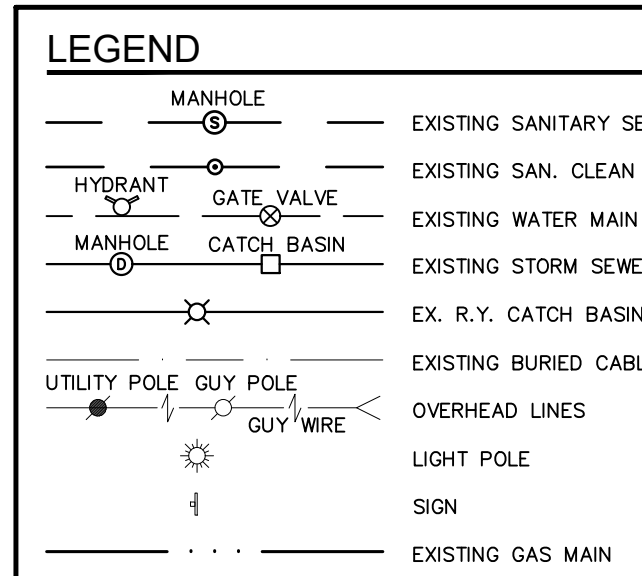 LEGEND
MANHOLE
S
EXISTING SANITARY SE
EXISTING SAN. CLEAN
HYDRANT
GATE VALVE
EXISTING WATER MAIN
MANHOLE
CATCH BASIN
D
EXISTING STORM SEWE
EX. R.Y. CATCH BASIN
EXISTING BURIED CABL
UTILITY POLE
GUY POLE
GUY WIRE
OVERHEAD LINES
LIGHT POLE
SIGN
EXISTING GAS MAIN